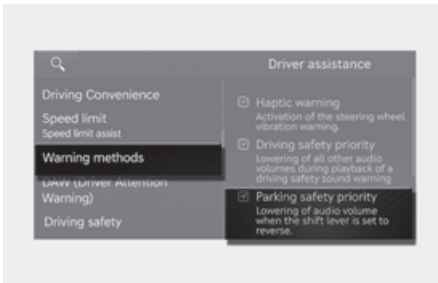 Driver assistance
Driving Convenience
Speed limit
Speed limit assist
Warning methods
DAW (Driver Attention
Warning)
Driving safety
Haptic warning
Activation of the steering wheel
vibration warning.
Driving safety priority
Lowering of all other audio
volumes during playback of a
driving safety sound warning
Parking safety priority
Lowering of audio volume
when the shift lever is set to
reverse.